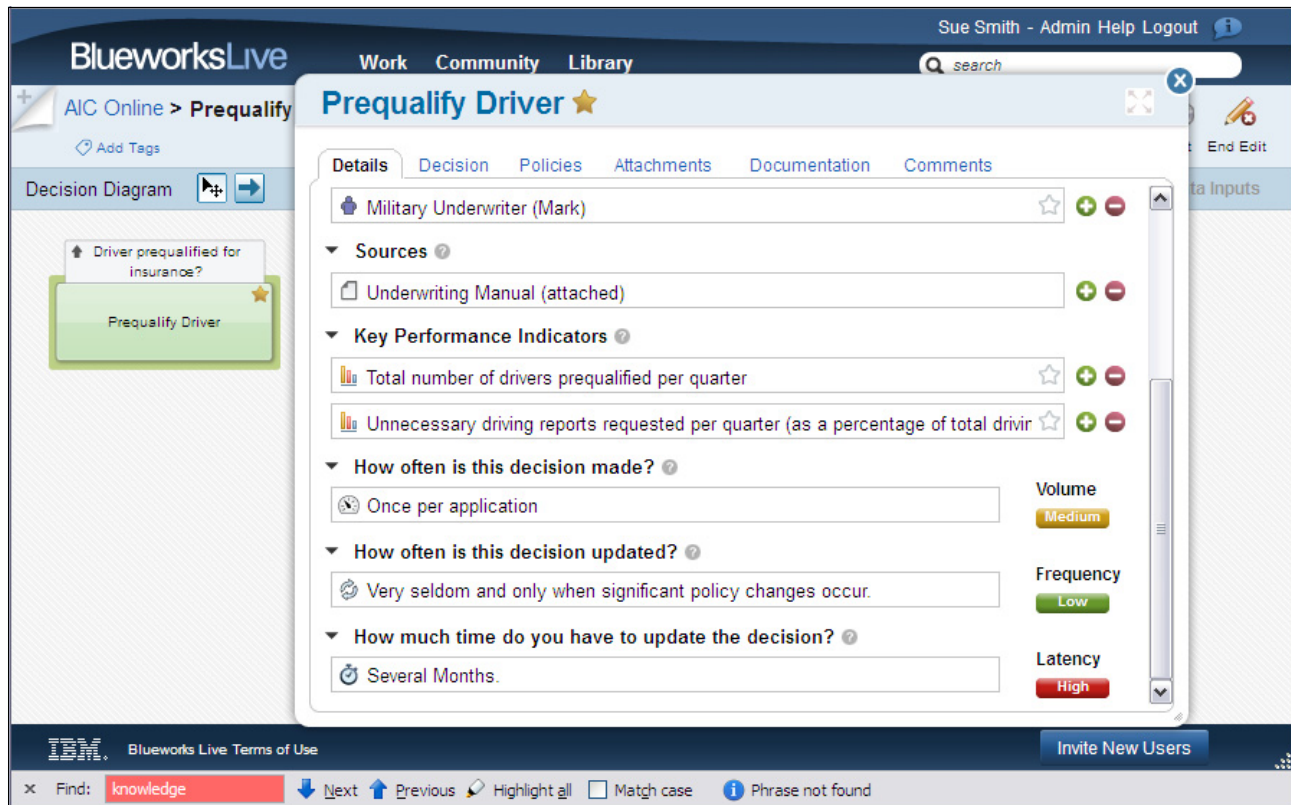 Sue Smith - Admin Help Logout
BlueworksLive
Work Community Library
search
AIC Online > Prequalify
Add Tags
End Edit
Prequalify Driver
Details Decision Policies Attachments Documentation Comments
Decision Diagram
ta Inputs
Military Underwriter (Mark)
Driver prequalified for
insurance?
Prequalify Driver
Sources
Underwriting Manual (attached)
Key Performance Indicators
Total number of drivers prequalified per quarter
Unnecessary driving reports requested per quarter (as a percentage of total drivin
How often is this decision made?
Once per application
Volume
Medium
How often is this decision updated?
Very seldom and only when significant policy changes occur.
Frequency
Low
How much time do you have to update the decision?
Several Months.
Latency
High
IBM. Blueworks Live Terms of Use
Invite New Users
Find: knowledge Next Previous Highlight all Match case Phrase not found